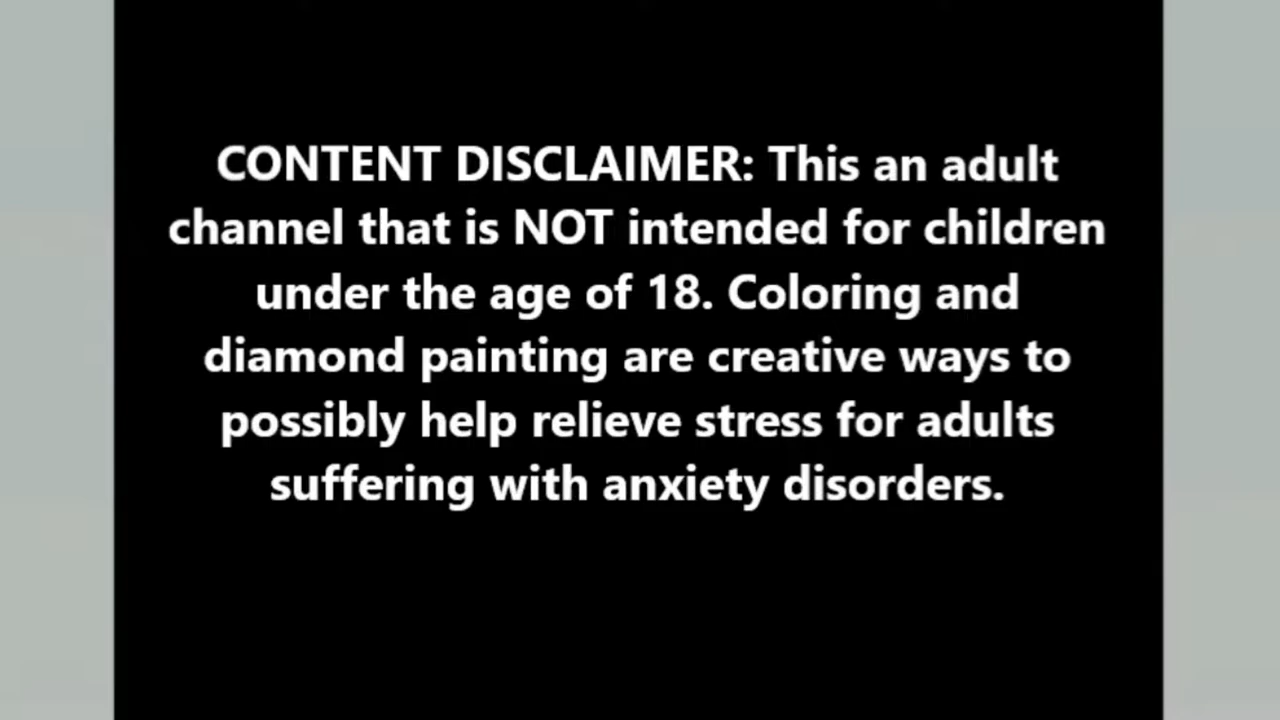 CONTENT DISCLAIMER: This an adult
channel that is NOT intended for children
under the age of 18. Coloring and
diamond painting are creative ways to
possibly help relieve stress for adults
suffering with anxiety disorders.